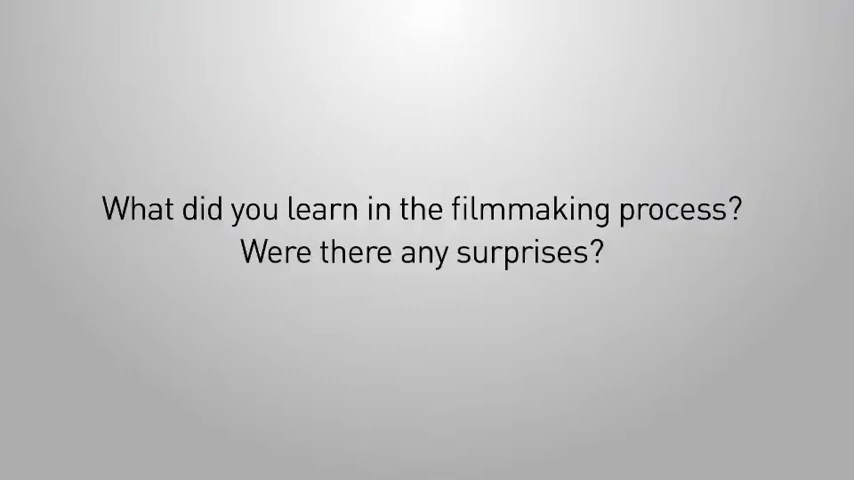 What did you learn in the filmmaking process?
Were there any surprises?